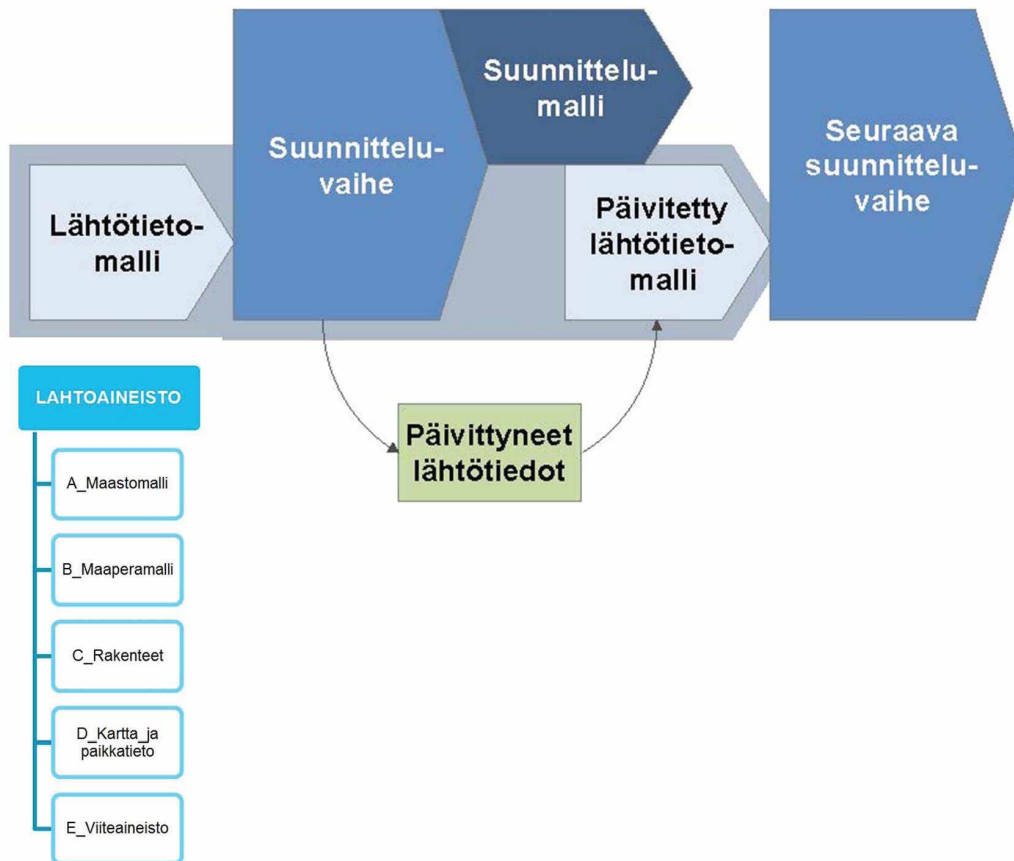 Suunnittelu-
vaihe
Suunnittelu-
malli
Seuraava
suunnittelu-
vaihe
Lähtötieto-
malli
Päivitetty
lähtötieto-
malli
Päivittyneet
lähtötiedot
LAHTOAINEISTO
A_Maastomalli
B_Maaperamalli
C_Rakenteet
D_Kartta_ja
paikkatieto
E_Viiteaineisto